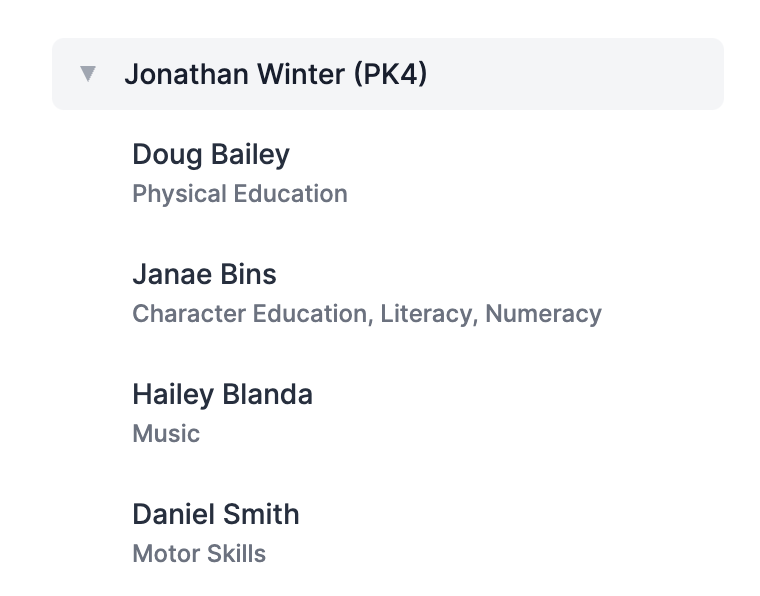 Jonathan Winter (PK4)
Doug Bailey
Physical Education
Janae Bins
Character Education, Literacy, Numeracy
Hailey Blanda
Music
Daniel Smith
Motor Skills